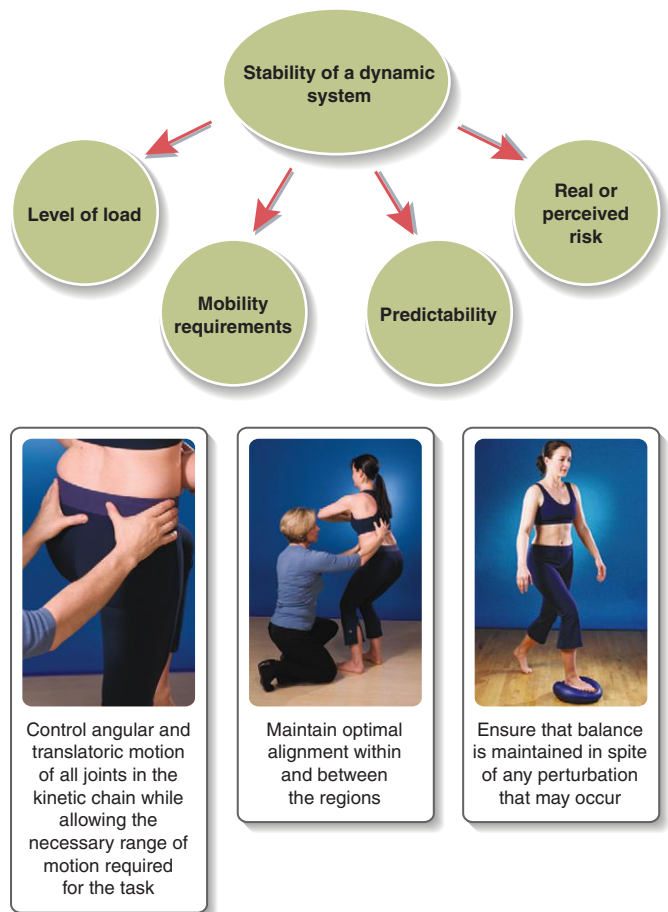 Stability of a dynamic
system
Level of load
Mobility
requirements
Predictability
Real or
perceived
risk
Control angular and
translatoric motion
of all joints in the
kinetic chain while
allowing the
necessary range of
motion required
for the task
Maintain optimal
alignment within
and between
the regions
Ensure that balance
is maintained in spite
of any perturbation
that may occur